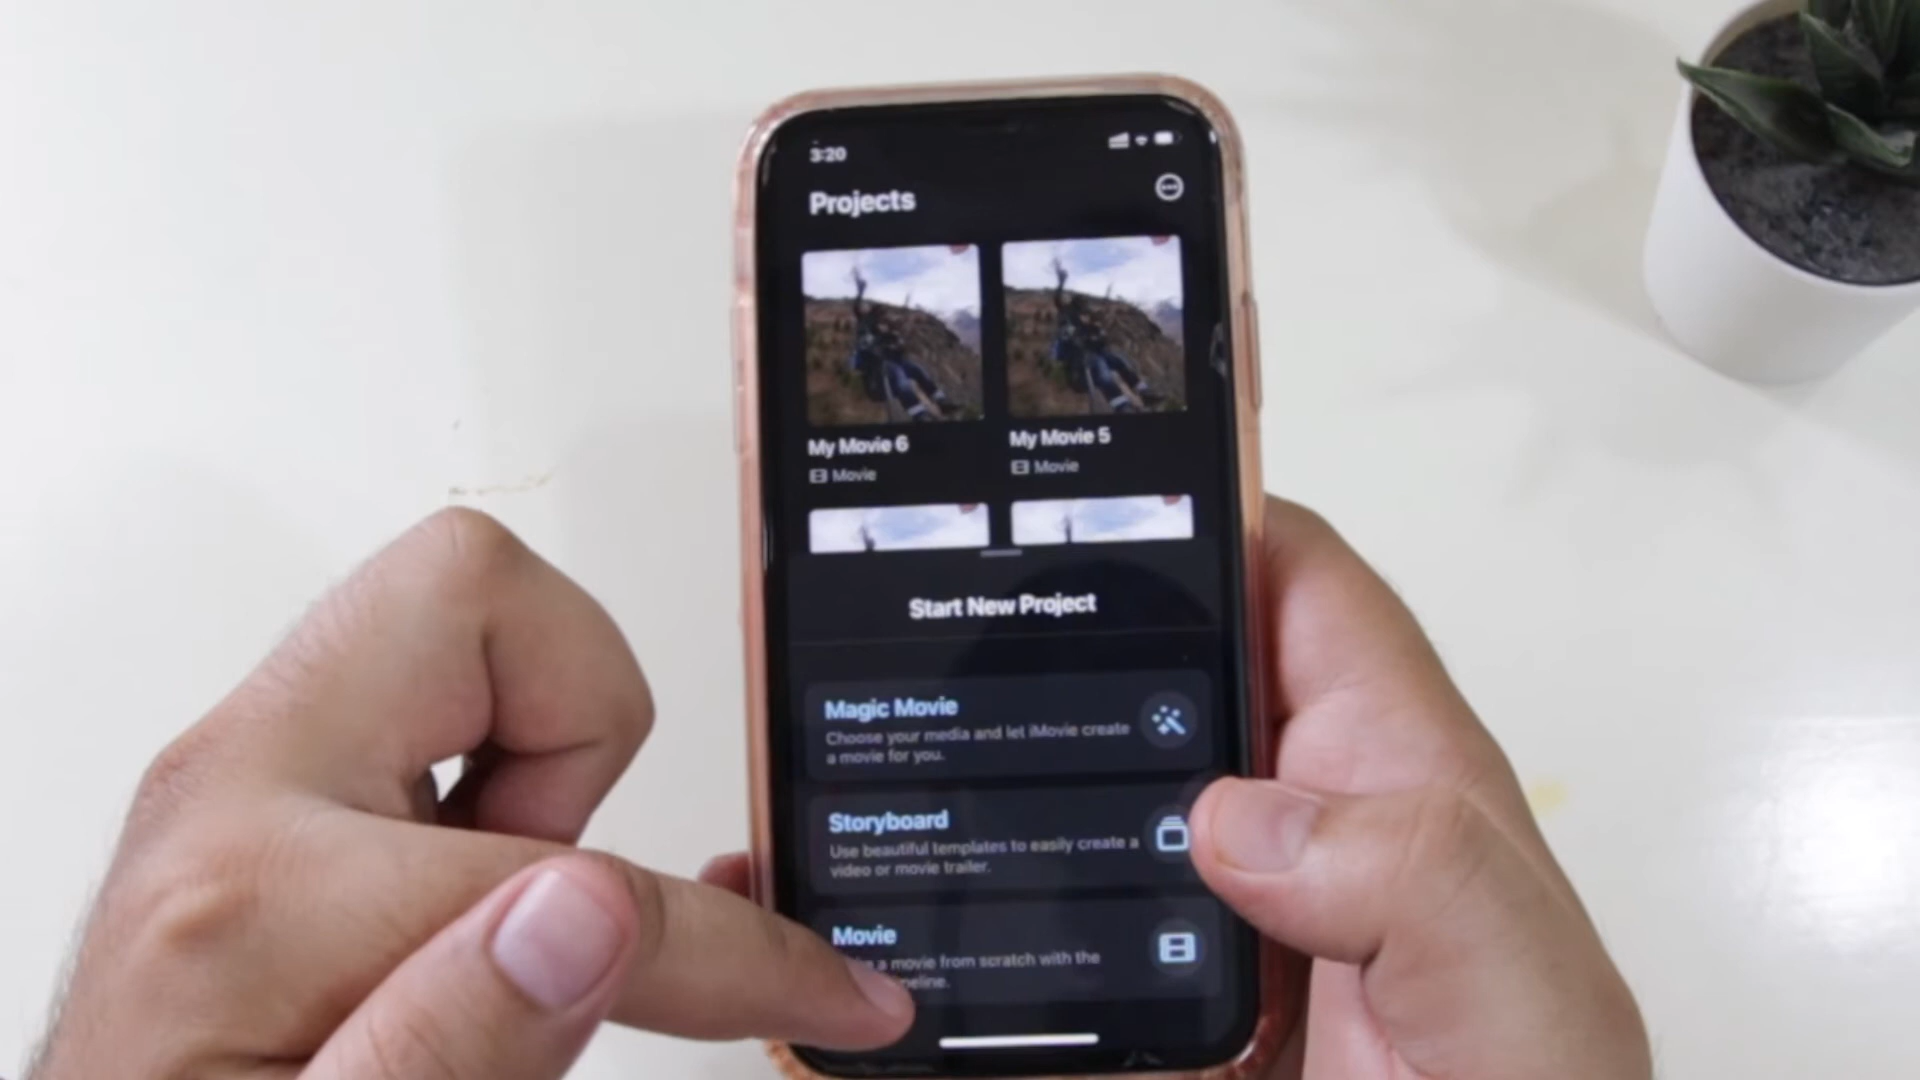 3:20
Projects
My Movie 6
My Movie 5
Movie
Movie
Start New Project
Magic Movie
Choose your media and let iMovie create
a movie for you.
Storyboard
Use beautiful templates to easily create a
video or movie trailer.
Movie
a movie from scratch with the